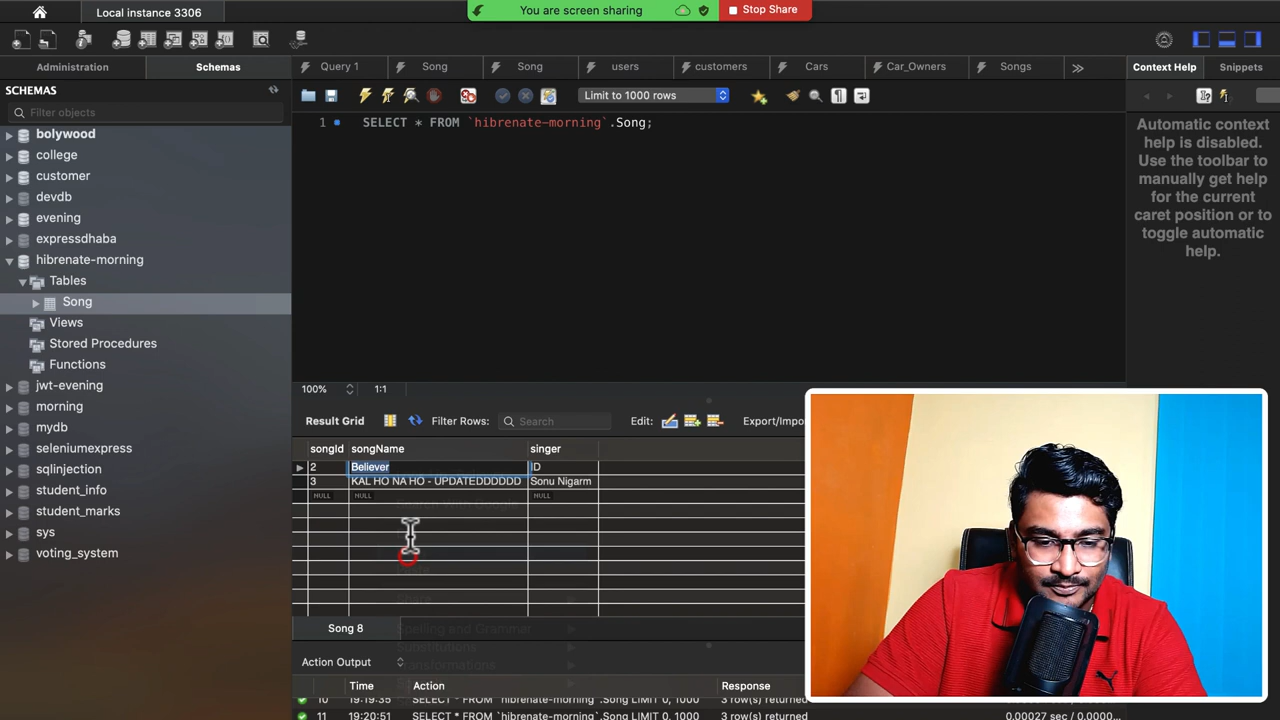 Local instance 3306
You are screen sharing
Stop Share
Administration
Schemas
Query 1
Song
Song
users
customers
Cars
Car_Owners
Songs
Context Help
Snippets
SCHEMAS
Filter objects
Limit to 1000 rows
bolywood
college
customer
devdb
evening
expressdhaba
hibrenate-morning
Tables
Song
Views
Stored Procedures
Functions
jwt-evening
morning
mydb
seleniumexpress
sqlinjection
student_info
student_marks
sys
voting_system
1 SELECT * FROM `hibrenate-morning`.Song;
Automatic context
help is disabled.
Use the toolbar to
manually get help
for the current
caret position or to
toggle automatic
help.
100%
1:1
Result Grid
Filter Rows:
Search
Edit:
Export/Impo
songId songName singer
2 Believer ID
3 KAL HO NA HO - UPDATEDDDDDD Sonu Nigarm
NULL NULL NULL
Share
Spelling and Grammar
Substitutions
Transformations
Song 8
Action Output
Time Action Response
10 19:19:35 SELECT * FROM `hibrenate-morning`.Song LIMIT 0, 1000 3 row(s) returned
11 19:20:51 SELECT * FROM `hibrenate-morning`.Song LIMIT 0, 1000 3 row(s) returned 0.00027 sec / 0.0000...